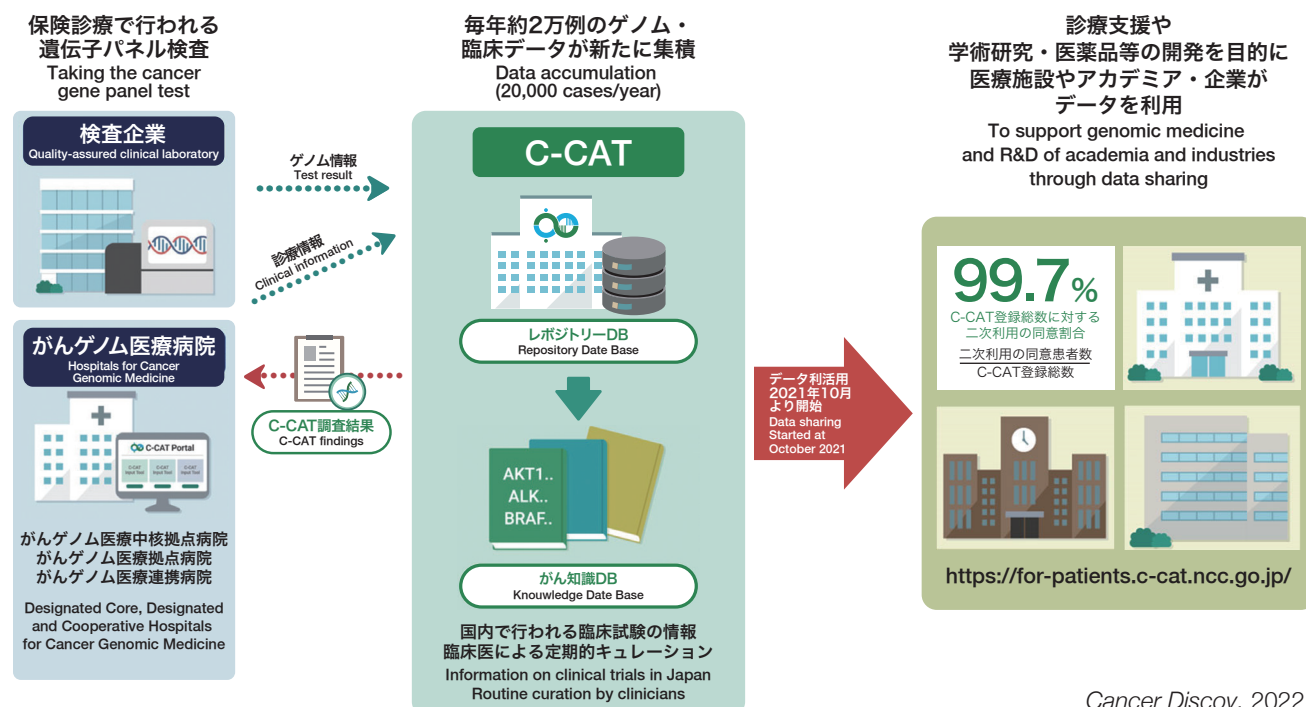 保険診療で行われる
遺伝子パネル検査
Taking the cancer
gene panel test
検査企業
Quality-assured clinical laboratory
がんゲノム医療病院
Hospitals for Cancer
Genomic Medicine
C-CAT Portal
C-CAT
Input Tool
C-CAT
Input Tool
C-CAT
Input Tool
がんゲノム医療中核拠点病院
がんゲノム医療拠点病院
がんゲノム医療連携病院
Designated Core, Designated
and Cooperative Hospitals
for Cancer Genomic Medicine
ゲノム情報
Test result
診療情報
Clinical information
C-CAT調査結果
C-CAT findings
毎年約2万例のゲノム・
臨床データが新たに集積
Data accumulation
(20,000 cases/year)
C-CAT
レポジトリーDB
Repository Date Base
AKT1..
ALK..
BRAF..
がん知識DB
Knouwledge Date Base
国内で行われる臨床試験の情報
臨床医による定期的キュレーション
Information on clinical trials in Japan
Routine curation by clinicians
データ利活用
2021年10月
より開始
Data sharing
Started at
October 2021
診療支援や
学術研究・医薬品等の開発を目的に
医療施設やアカデミア・企業が
データを利用
To support genomic medicine
and R&D of academia and industries
through data sharing
99.7%
C-CAT登録総数に対する
二次利用の同意割合
二次利用の同意患者数
C-CAT登録総数
https://for-patients.c-cat.ncc.go.jp/
Cancer Discov, 2022